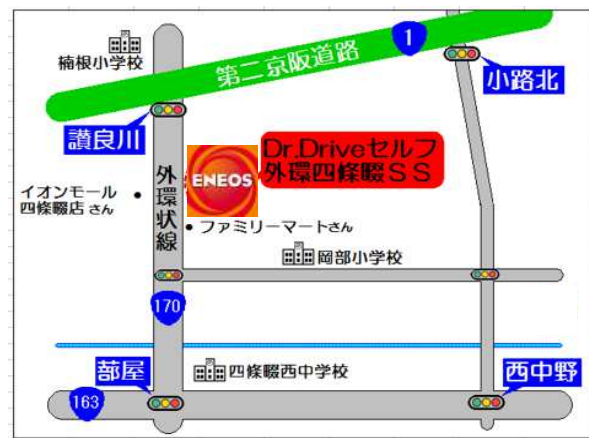 楠根小学校
第二京阪道路
1
小路北
讃良川
外環状線
ENEOS
Dr.Driveセルフ
外環四條畷SS
イオンモール
四條畷店さん
ファミリーマートさん
岡部小学校
170
部屋
四條畷西中学校
西中野
163